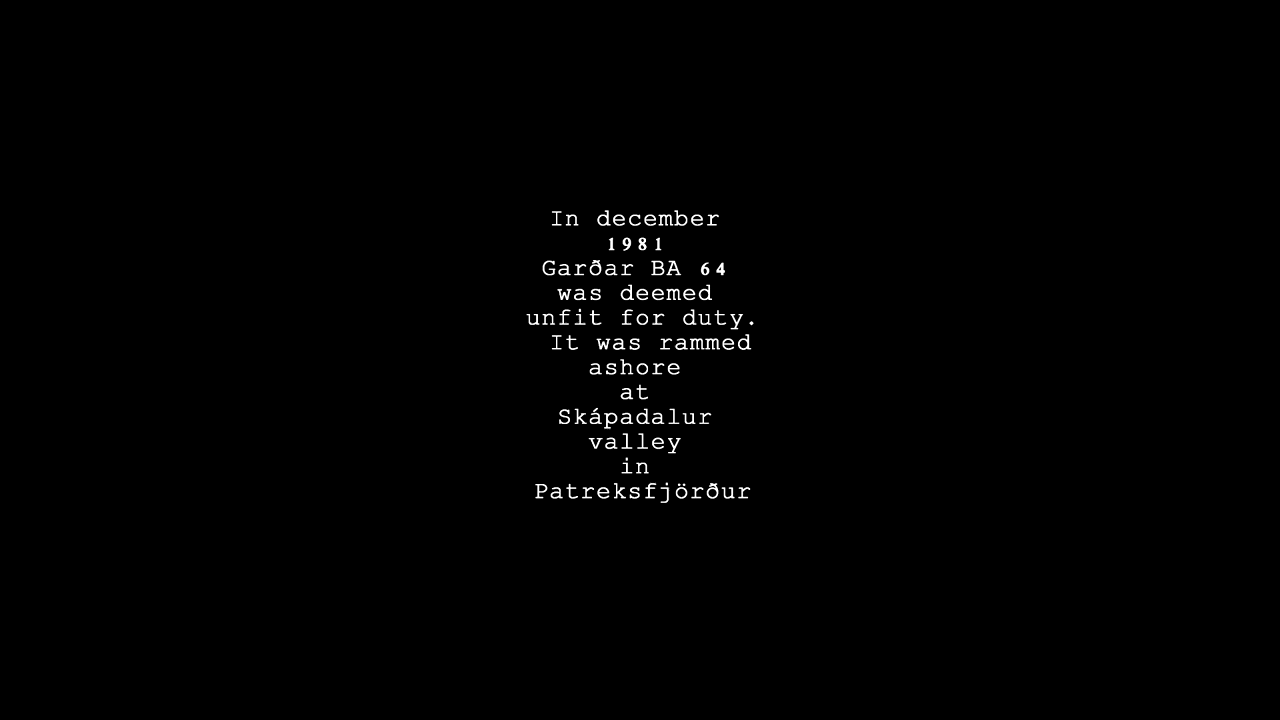 In december
1981
Garðar BA 64
was deemed
unfit for duty.
It was rammed
ashore
at
Skápadalur
valley
in
Patreksfjörður